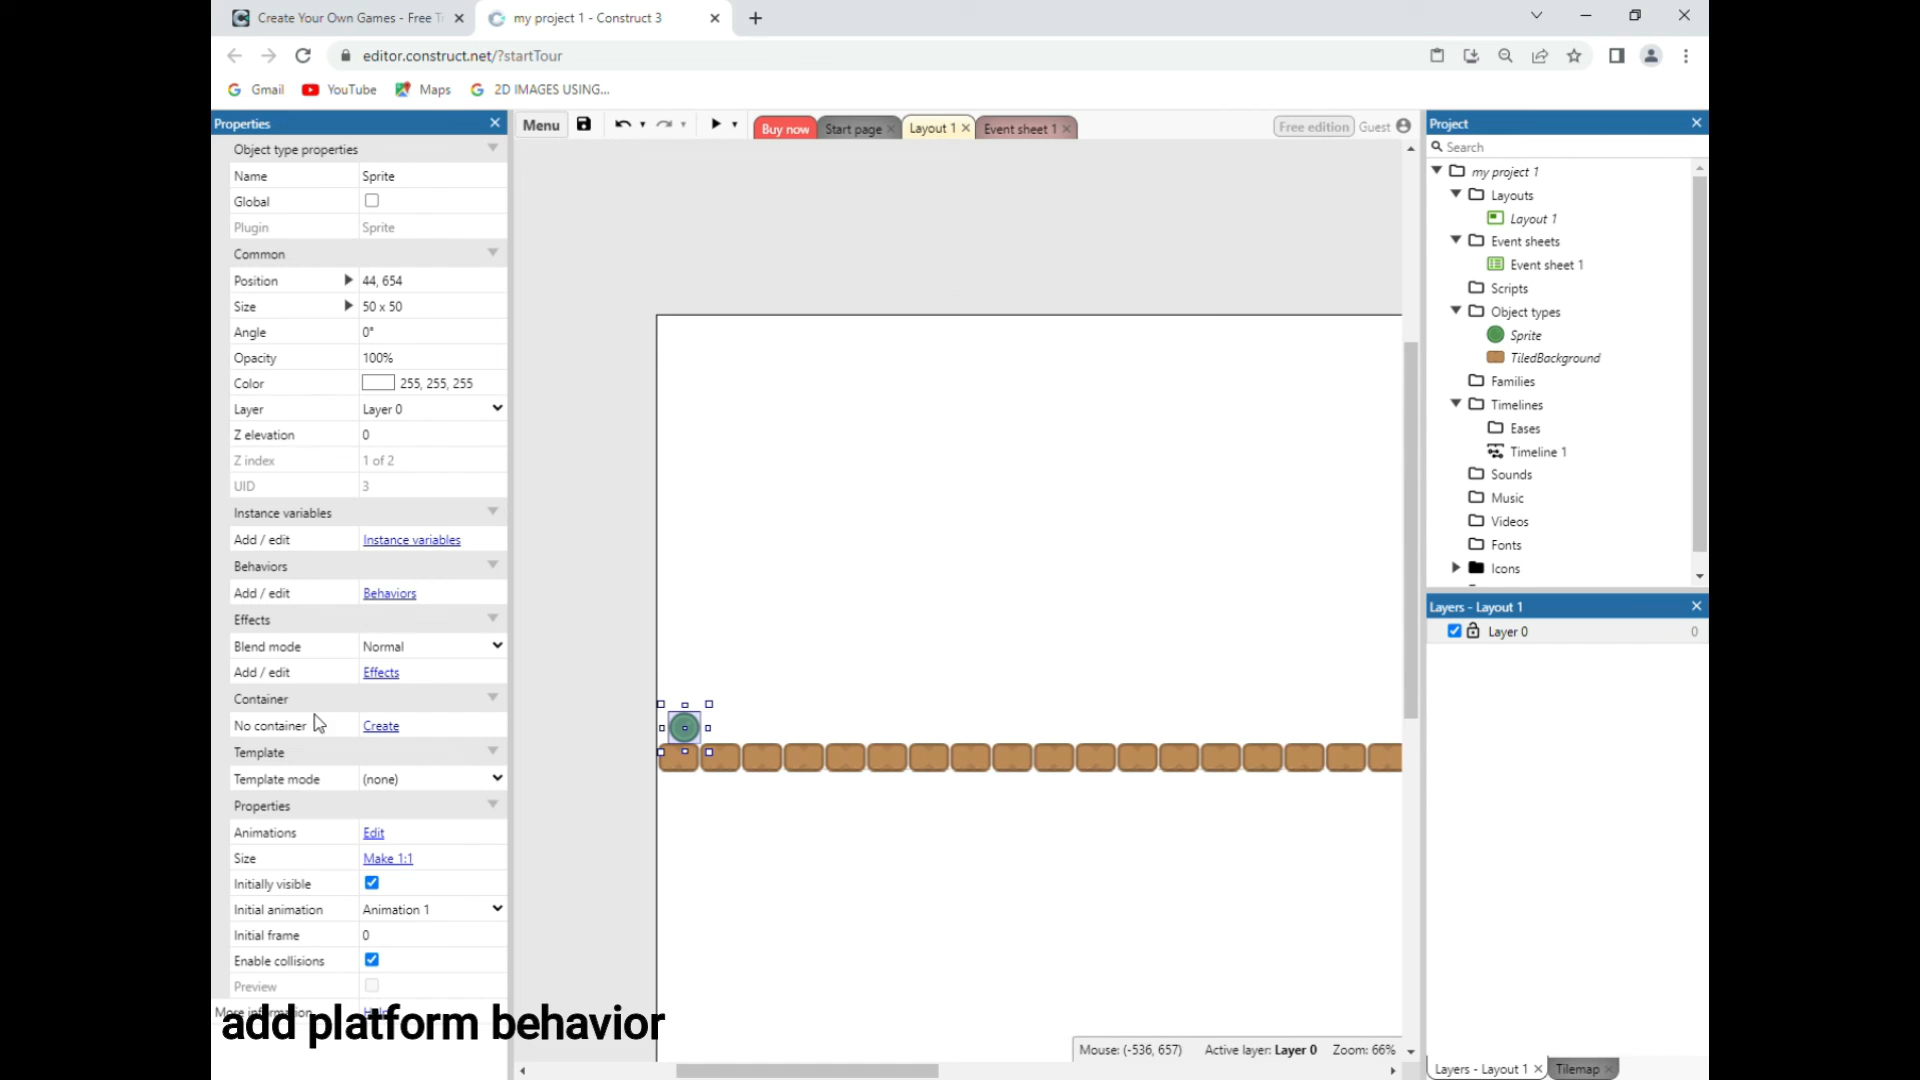 Create Your Own Games - Free T
my project 1 - Construct 3
editor.construct.net/?startTour
Gmail
YouTube
Maps
2D IMAGES USING...
Properties
Menu
Buy now
Start page
Layout 1
Event sheet 1
Free edition
Guest
Project
Object type properties
Name Sprite
Global
Plugin Sprite
Common
Position 44, 654
Size 50 x 50
Angle 0°
Opacity 100%
Color 255, 255, 255
Layer Layer 0
Z elevation 0
Z index 1 of 2
UID 3
Instance variables
Add / edit Instance variables
Behaviors
Add / edit Behaviors
Effects
Blend mode Normal
Add / edit Effects
Container
No container Create
Template
Template mode (none)
Properties
Animations Edit
Size Make 1:1
Initially visible
Initial animation Animation 1
Initial frame 0
Enable collisions
Preview
More information Help
add platform behavior
Search
my project 1
Layouts
Layout 1
Event sheets
Event sheet 1
Scripts
Object types
Sprite
TiledBackground
Families
Timelines
Eases
Timeline 1
Sounds
Music
Videos
Fonts
Icons
Layers - Layout 1
Layer 0 0
Mouse: (-536, 657) Active layer: Layer 0 Zoom: 66%
Layers - Layout 1
Tilemap